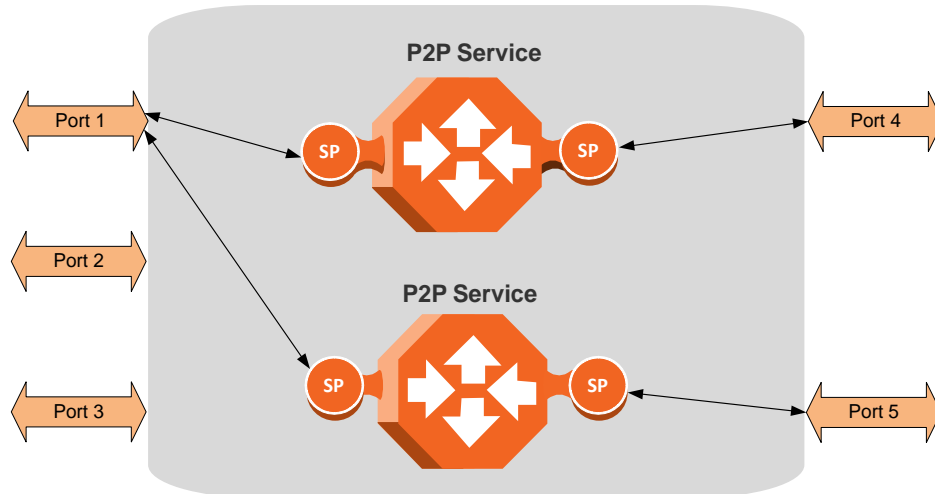 P2P Service
Port 1
SP
SP
Port 4
Port 2
P2P Service
SP
SP
Port 3
Port 5